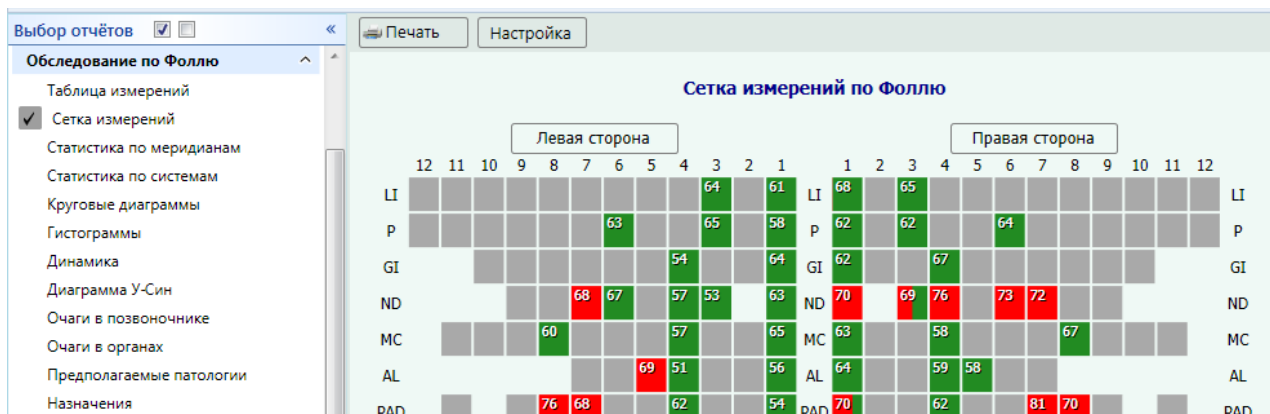 Выбор отчётов «
Обследование по Фоллю
Таблица измерений
Сетка измерений
Статистика по меридианам
Статистика по системам
Круговые диаграммы
Гистограммы
Динамика
Диаграмма У-Син
Очаги в позвоночнике
Очаги в органах
Предполагаемые патологии
Назначения
Печать Настройка
Сетка измерений по Фоллю
Левая сторона Правая сторона
12 11 10 9 8 7 6 5 4 3 2 1 1 2 3 4 5 6 7 8 9 10 11 12
LI 64 61 LI 68 65 LI
P 63 65 58 P 62 62 64 P
GI 54 64 GI 62 67 GI
ND 68 67 57 53 63 ND 70 69 76 73 72 ND
MC 60 57 65 MC 63 58 67 MC
AL 69 51 56 AL 64 59 58 AL
PAD 76 68 62 54 PAD 70 62 81 70 PAD